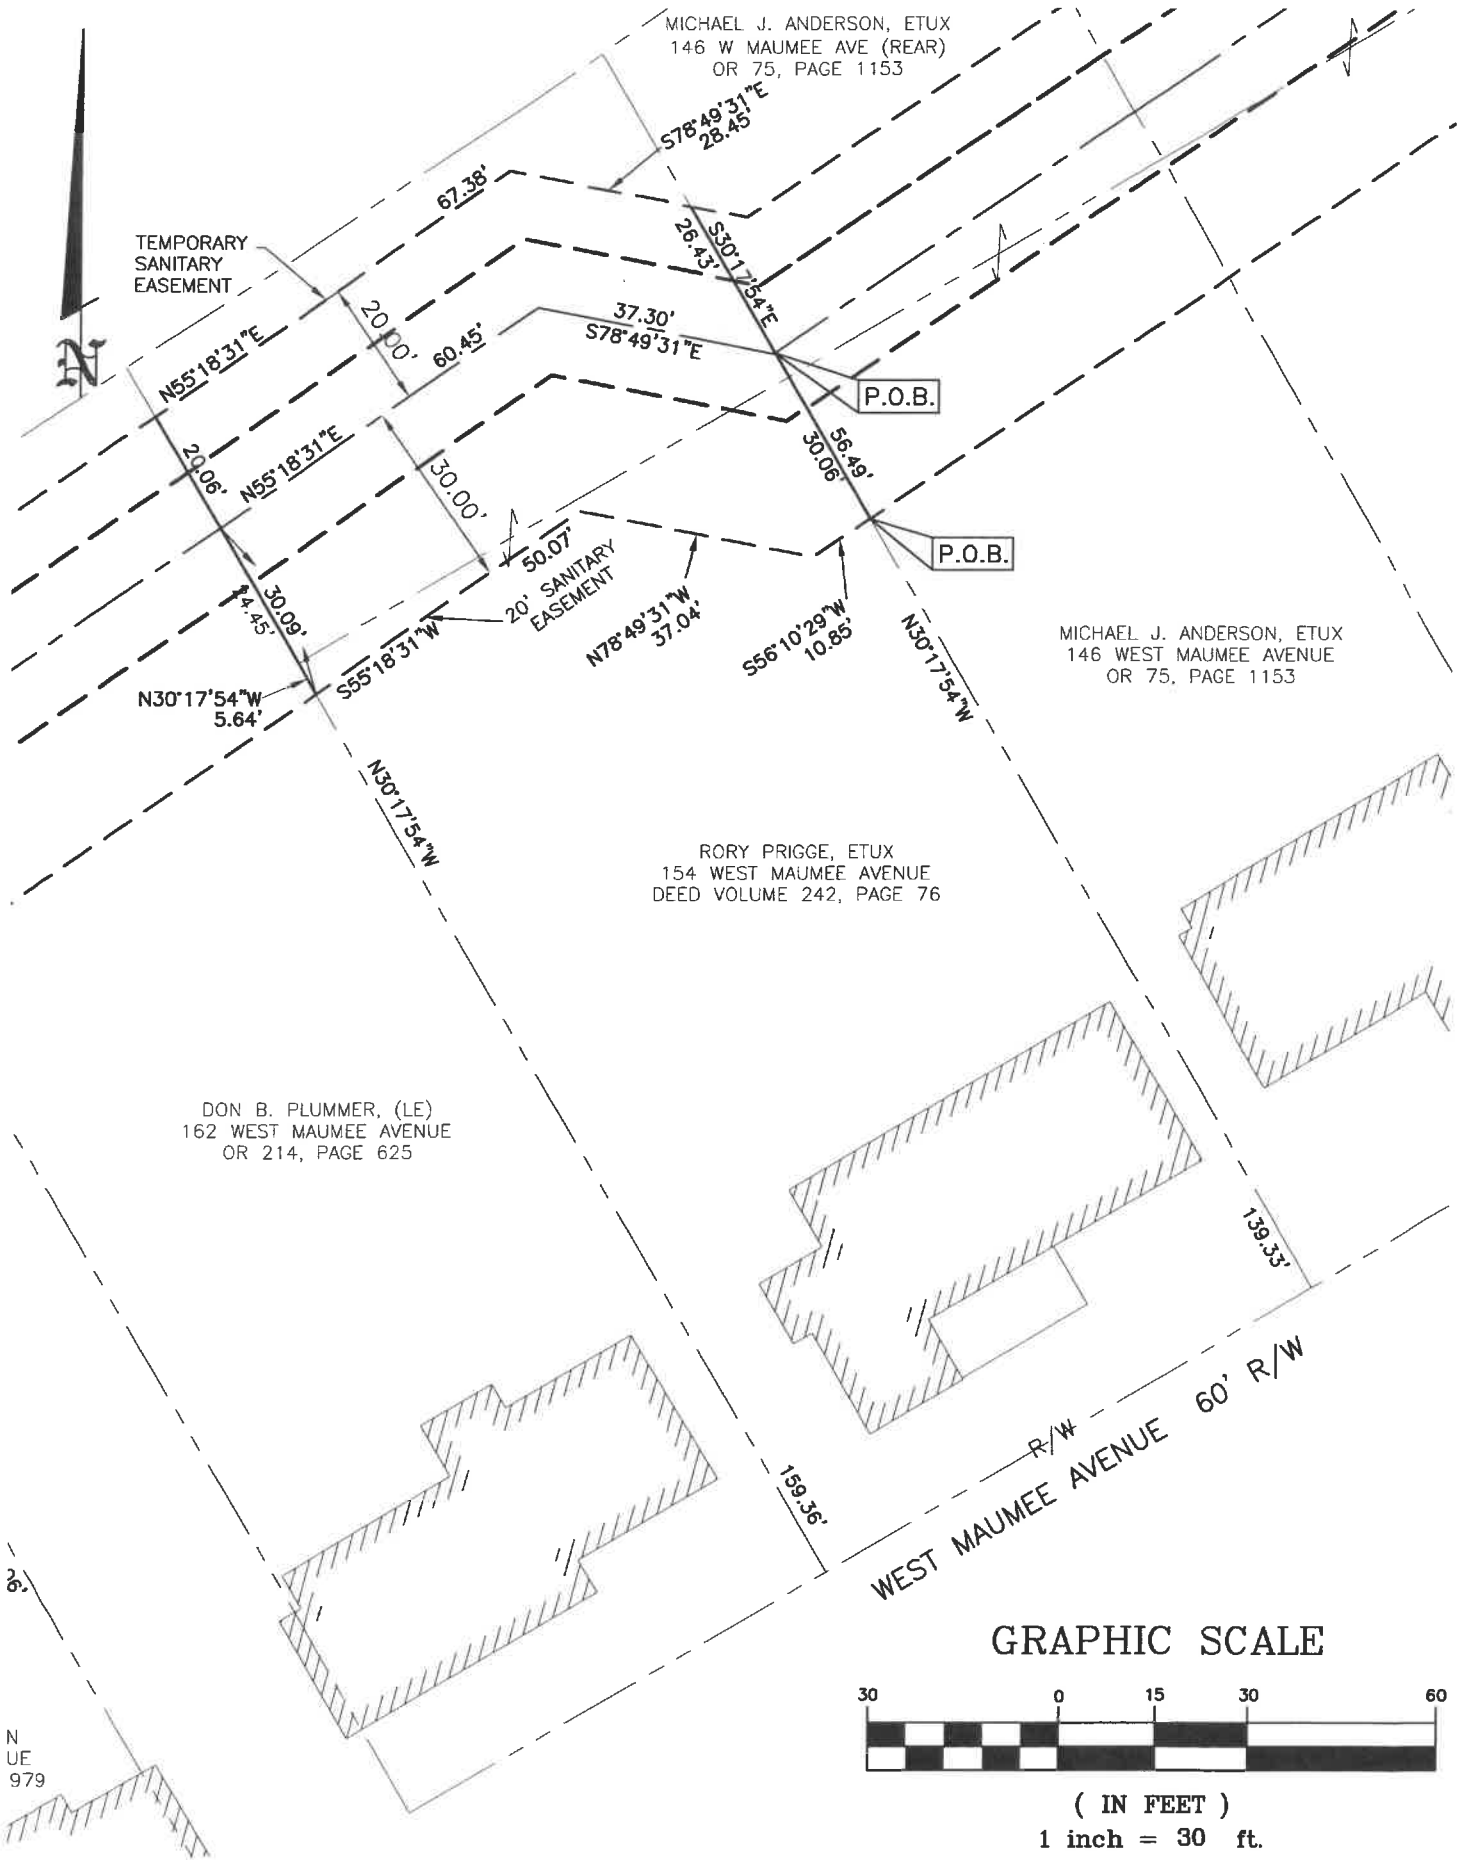 MICHAEL J. ANDERSON, ETUX
146 W MAUMEE AVE (REAR)
OR 75, PAGE 1153
S78°49'31"E
28.45'
67.38'
TEMPORARY
SANITARY
EASEMENT
N
N55°18'31"E
20.00'
60.45'
37.30'
S78°49'31"E
S30°17'54"E
26.43'
P.O.B.
20.06'
N55°18'31"E
30.00'
56.49'
30.06'
P.O.B.
50.07'
20' SANITARY
EASEMENT
30.09'
24.45'
N30°17'54"W
5.64'
S55°18'31"W
N78°49'31"W
37.04'
S56°10'29"W
10.85'
N30°17'54"W
MICHAEL J. ANDERSON, ETUX
146 WEST MAUMEE AVENUE
OR 75, PAGE 1153
N30°17'54"W
RORY PRIGGE, ETUX
154 WEST MAUMEE AVENUE
DEED VOLUME 242, PAGE 76
DON B. PLUMMER, (LE)
162 WEST MAUMEE AVENUE
OR 214, PAGE 625
139.33'
159.36'
R/W
WEST MAUMEE AVENUE 60' R/W
6'
N
UE
979
GRAPHIC SCALE
30 0 15 30 60
( IN FEET )
1 inch = 30 ft.